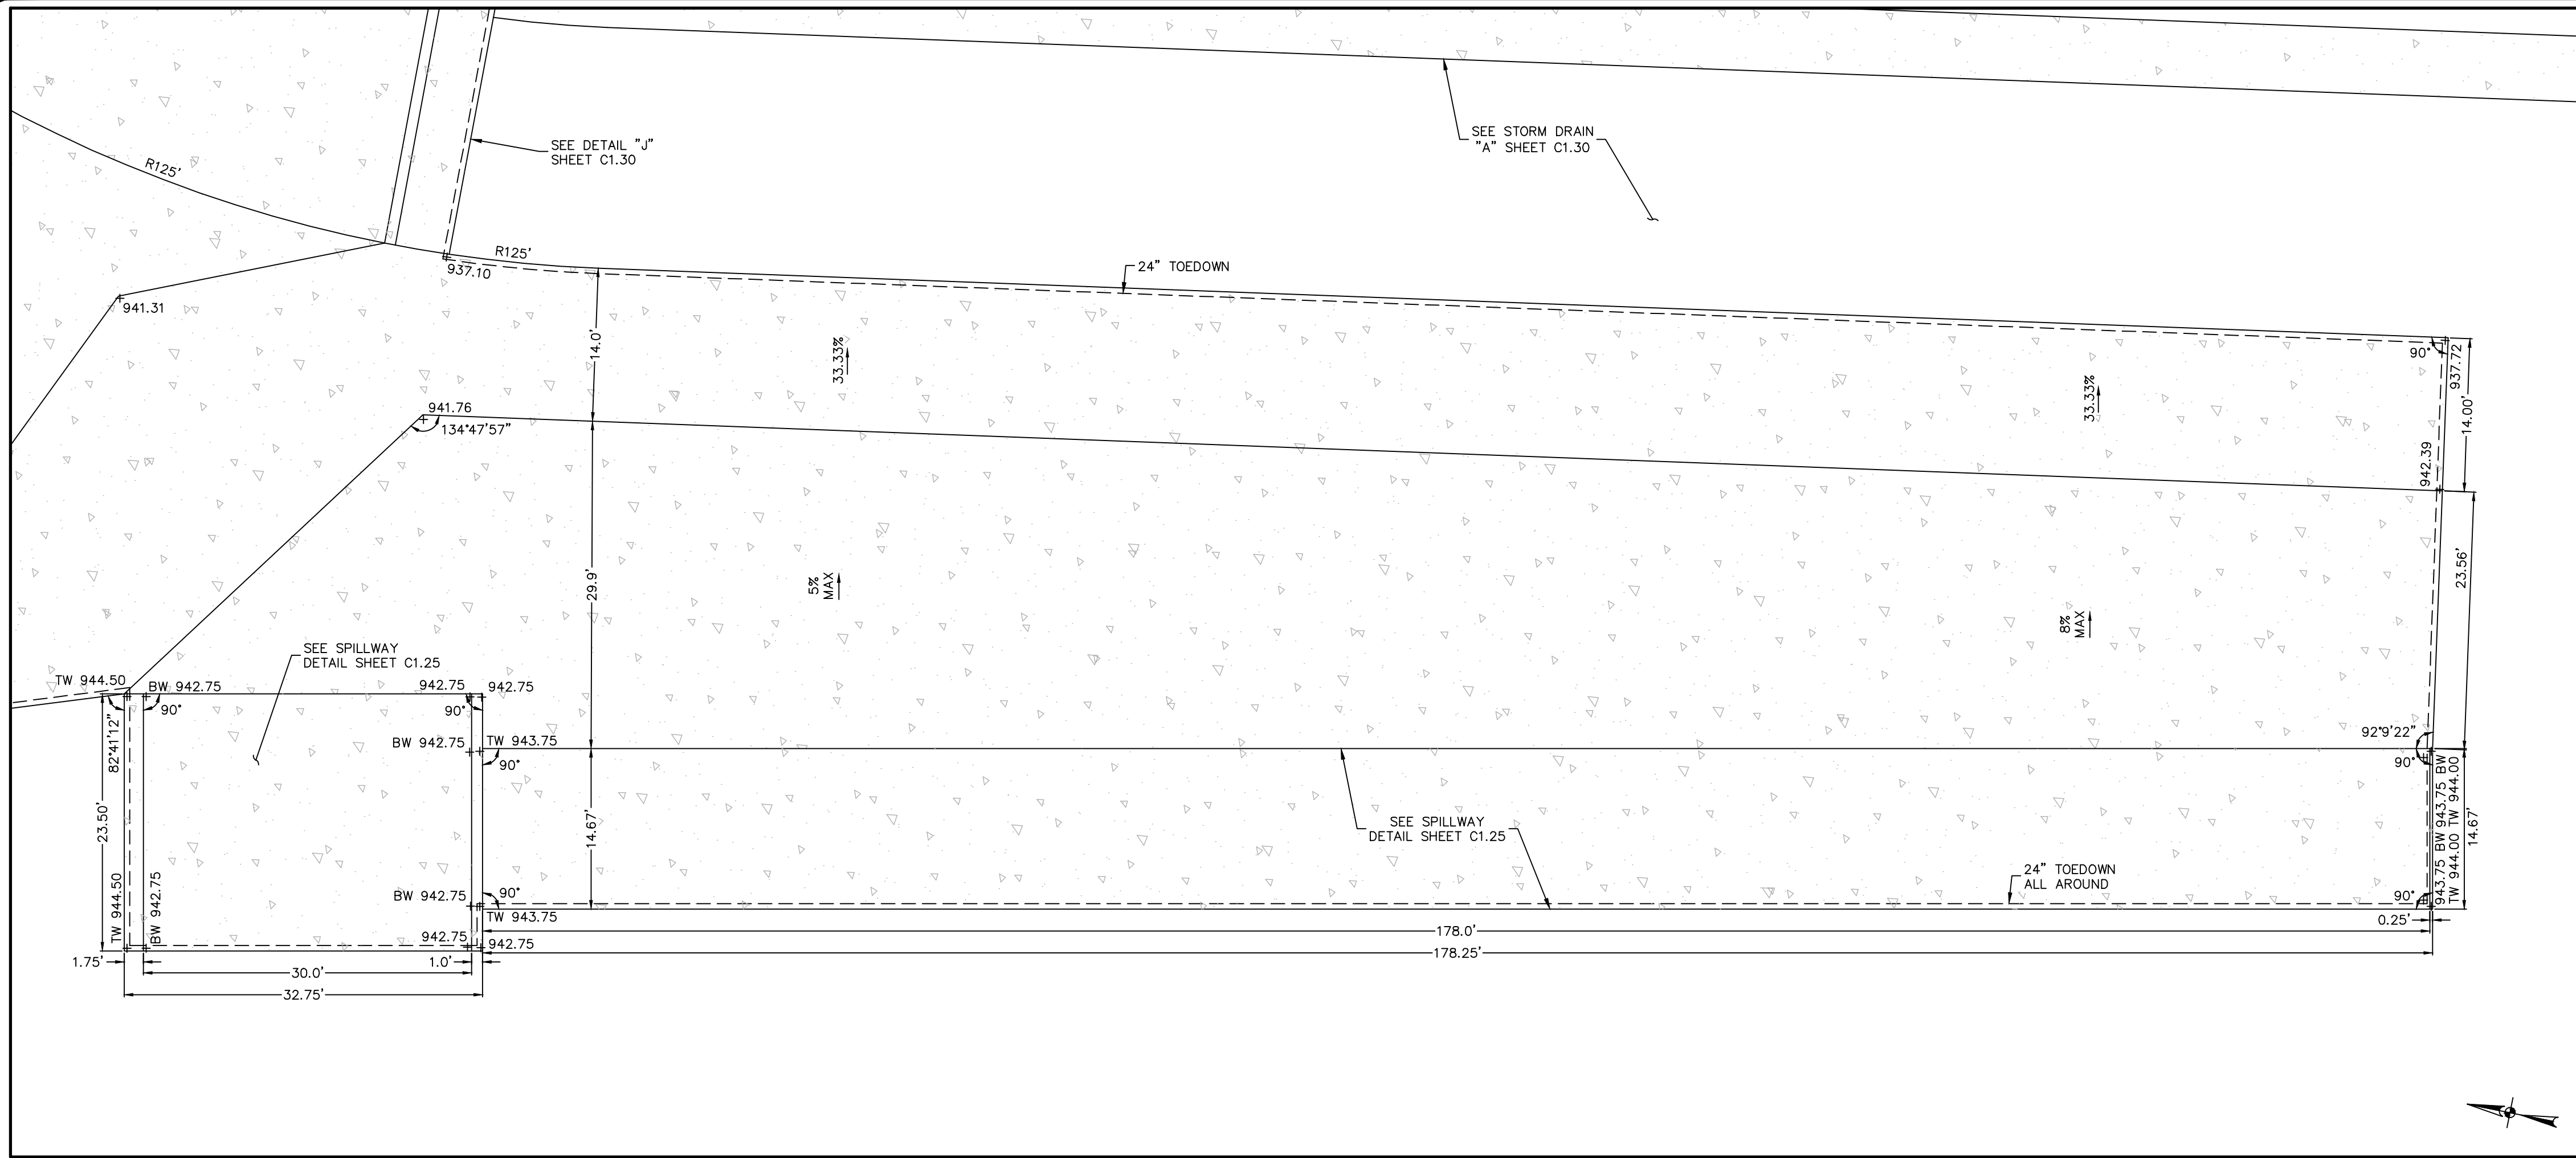 SEE DETAIL "J"
SHEET C1.30
SEE STORM DRAIN
"A" SHEET C1.30
R125'
R125'
937.10
24" TOEDOWN
941.31
14.0'
33.33%
33.33%
90°
937.72
14.00'
941.76
134°47'57"
942.39
29.9'
5%
MAX
8%
MAX
23.56'
SEE SPILLWAY
DETAIL SHEET C1.25
TW 944.50
BW 942.75
942.75
942.75
90°
90°
82°41'12"
BW 942.75
TW 943.75
90°
92°9'22"
90°
23.50'
14.67'
SEE SPILLWAY
DETAIL SHEET C1.25
943.75 BW 943.75 BW
TW 944.00 TW 944.00
14.67'
24" TOEDOWN
ALL AROUND
TW 944.50
BW 942.75
BW 942.75
90°
TW 943.75
90°
942.75
942.75
0.25'
178.0'
178.25'
1.75'
1.0'
30.0'
32.75'